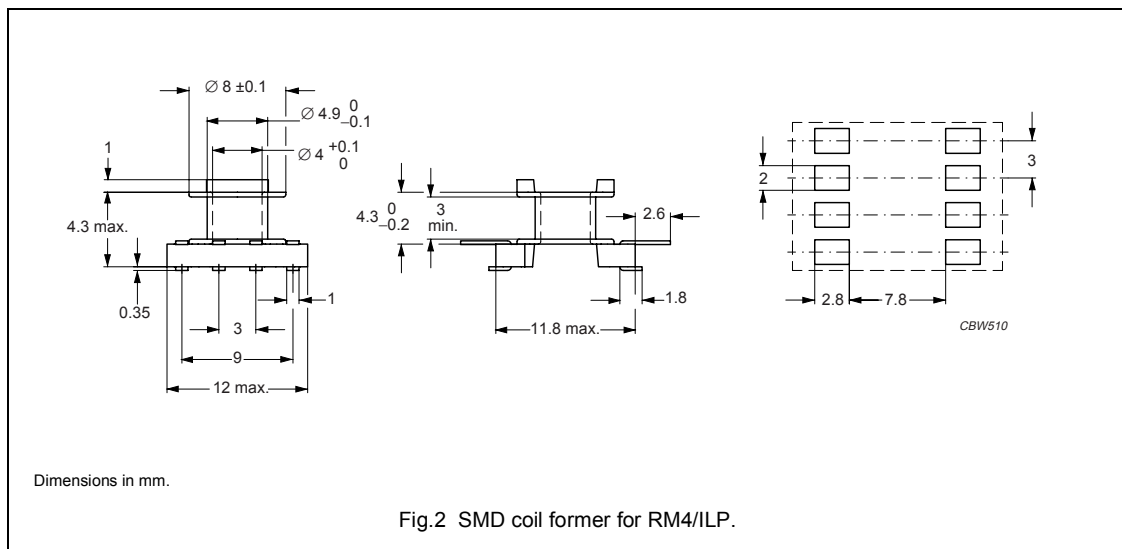 ∅ 8 ±0.1
∅ 4.9 0 −0.1
∅ 4 +0.1 0
1
4.3 max.
0.35
1
3
9
12 max.
4.3 0 −0.2
3 min.
2.6
1.8
11.8 max.
2
3
2.8
7.8
CBW510
Dimensions in mm.
Fig.2 SMD coil former for RM4/ILP.